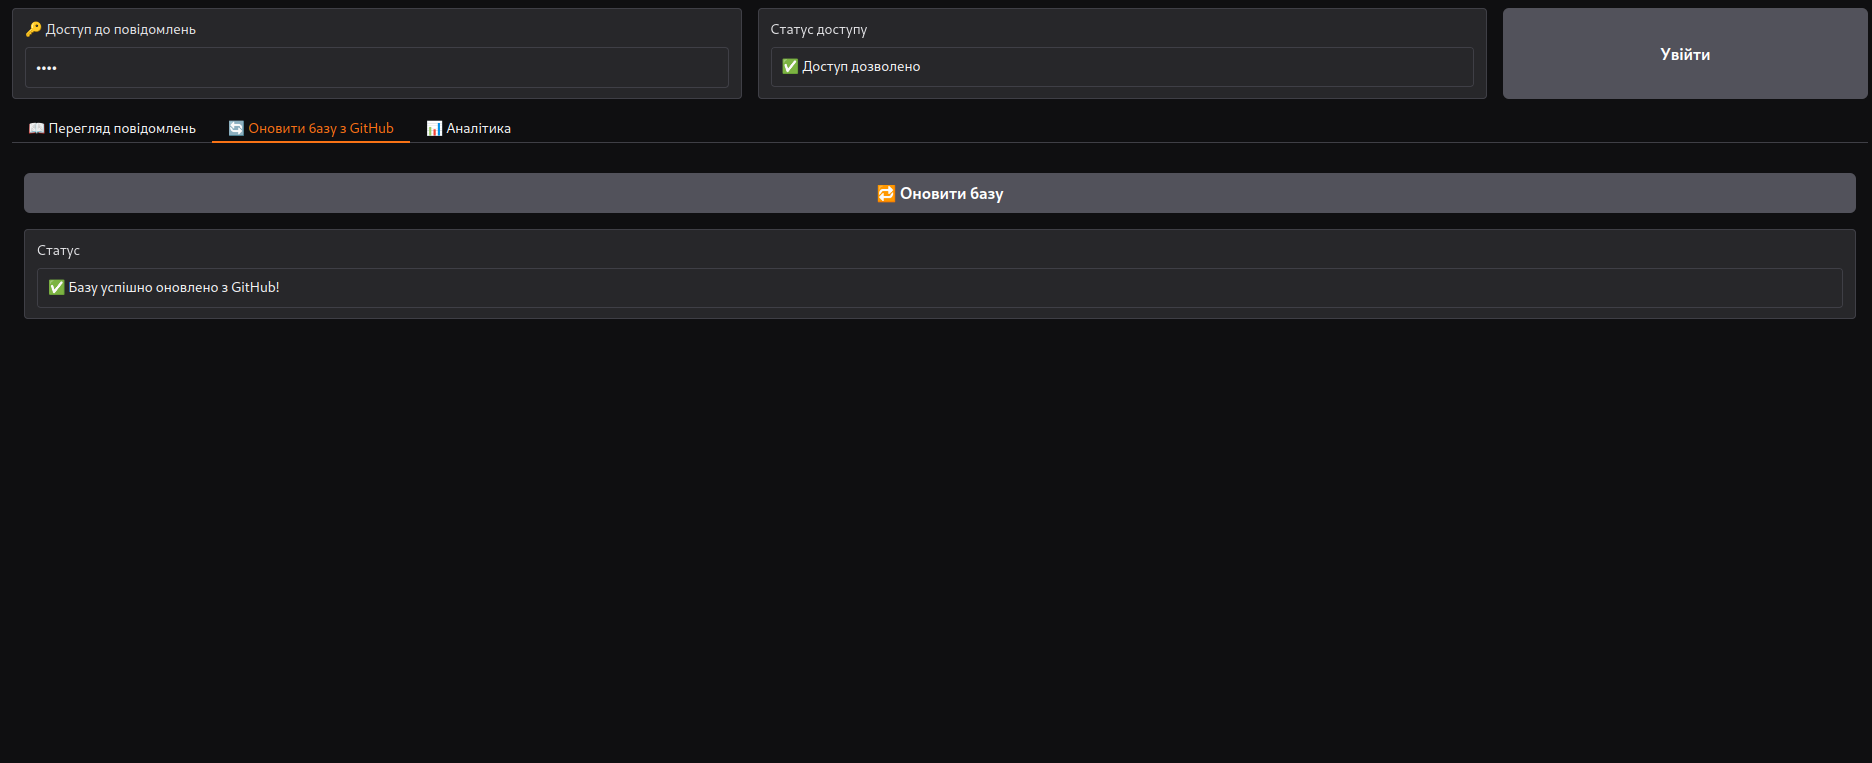 🔑 Доступ до повідомлень
••••
Статус доступу
✅ Доступ дозволено
Увійти
📖 Перегляд повідомлень
🔄 Оновити базу з GitHub
📊 Аналітика
🔁 Оновити базу
Статус
✅ Базу успішно оновлено з GitHub!